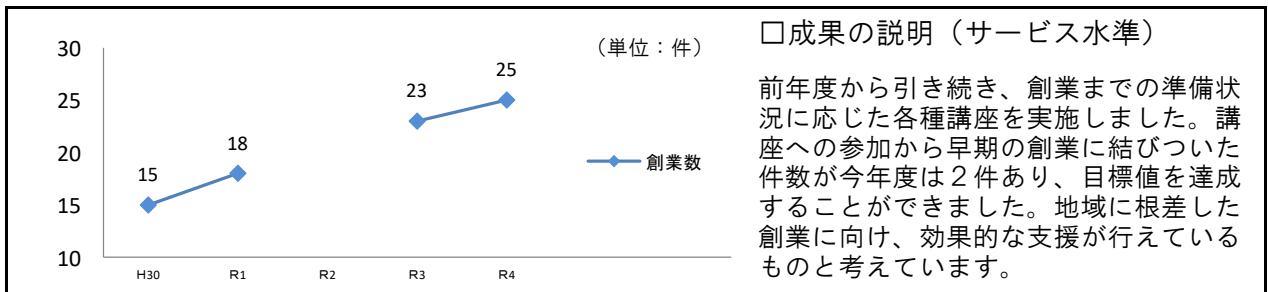 （単位：件）
30
25
20
15
10
15
18
23
25
創業数
H30
R1
R2
R3
R4
□成果の説明（サービス水準）
前年度から引き続き、創業までの準備状
況に応じた各種講座を実施しました。講
座への参加から早期の創業に結びついた
件数が今年度は２件あり、目標値を達成
することができました。地域に根差した
創業に向け、効果的な支援が行えている
ものと考えています。